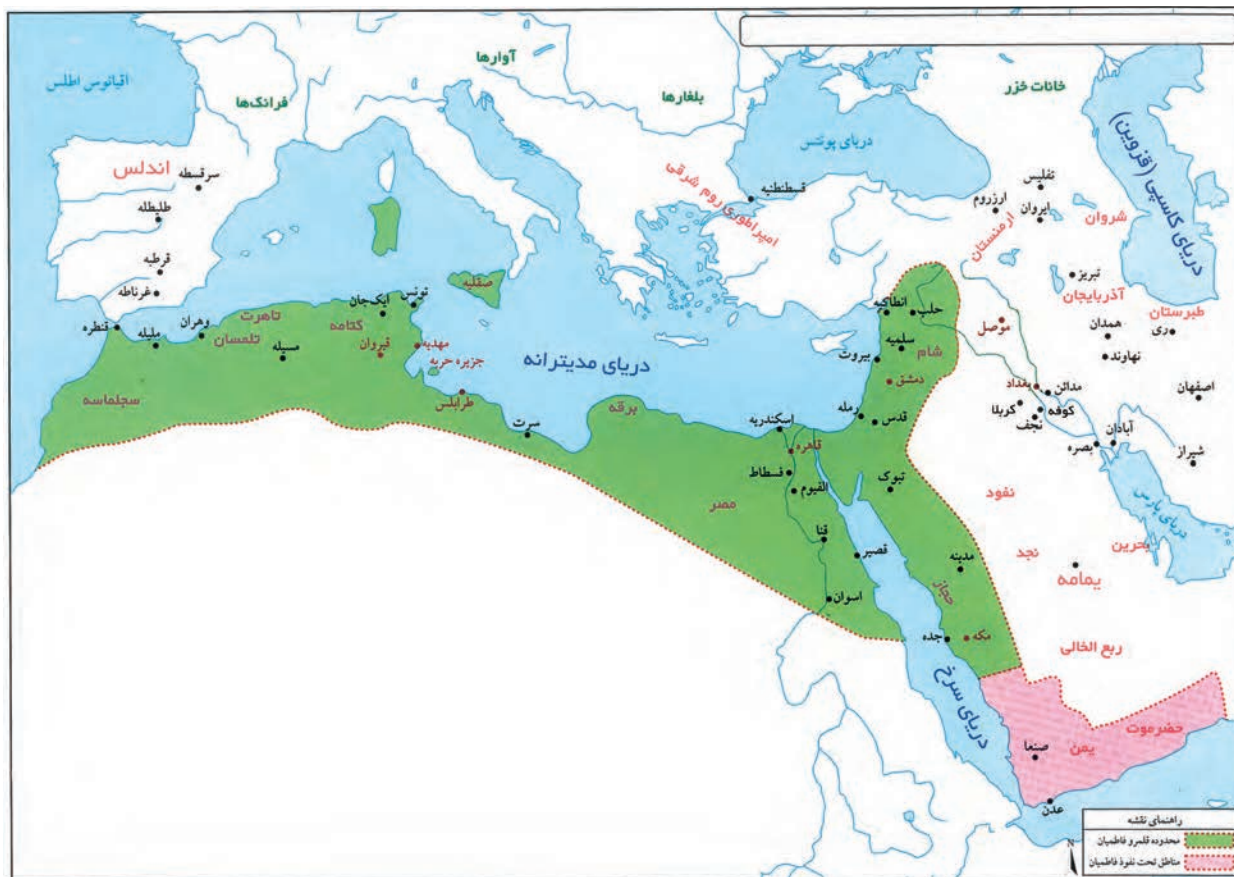 اقیانوس اطلس
فرانک‌ها
آوارها
بلغارها
خانات خزر
دریای کاسپی (قزوین)
دریای پونتس
اندلس
سرقسطه
طلیطله
قرطبه
غرناطه
قسطنطنیه
امپراطوری روم شرقی
ارمنستان
ارزروم
تفلیس
ایروان
شروان
تبریز
آذربایجان
طبرستان
ری
همدان
نهاوند
اصفهان
شیراز
موصل
بغداد
مدائن
کربلا
کوفه
نجف
بصره
آبادان
دریای پارس
صقلیه
تونس
ایکجان
کتامه
تاهرت
تلمسان
وهران
ملیله
قنطره
مسیله
قیروان
مهدیه
جزیره جربه
سجلماسه
طرابلس
سرت
برقه
دریای مدیترانه
انطاکیه
حلب
سلمیه
شام
بیروت
دمشق
رمله
قدس
اسکندریه
قاهره
فسطاط
الفیوم
مصر
تبوک
قنا
قصیر
اسوان
مدینه
حجاز
جده
مکه
نفود
نجد
بحرین
یمامه
ربع الخالی
دریای سرخ
حضرموت
یمن
صنعا
عدن
راهنمای نقشه
محدوده قلمرو فاطمیان
مناطق تحت نفوذ فاطمیان
N